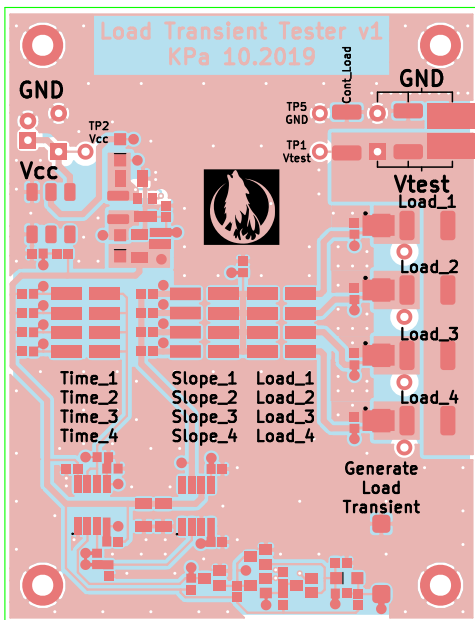 Load Transient Tester v1
KPa 10.2019
Cont_Load
GND
GND
TP5
GND
TP2
Vcc
TP1
Vtest
Vcc
Vtest
Load_1
Load_2
Load_3
Load_4
Time_1 Slope_1 Load_1
Time_2 Slope_2 Load_2
Time_3 Slope_3 Load_3
Time_4 Slope_4 Load_4
Generate
Load
Transient